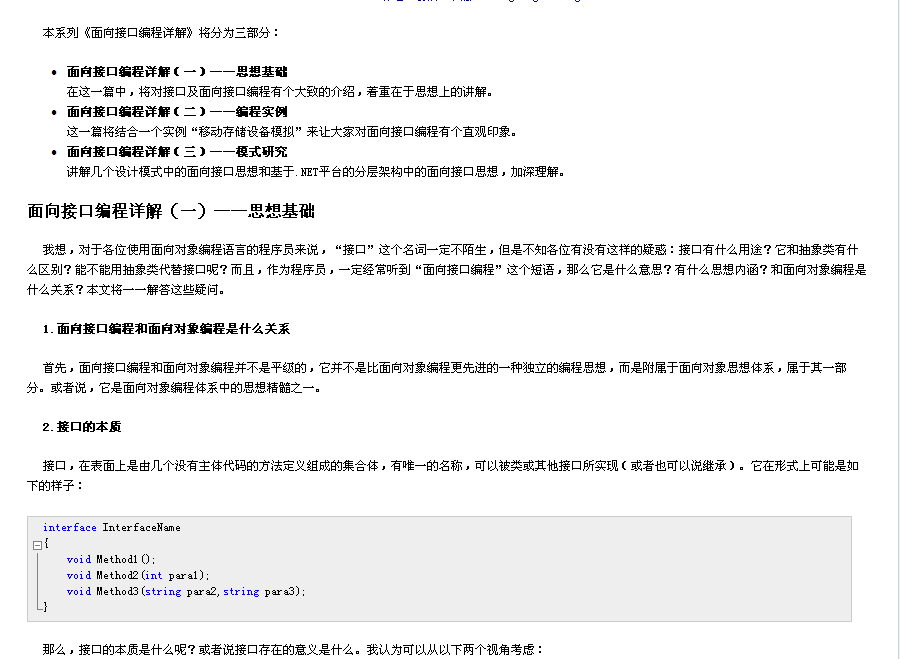 本系列《面向接口编程详解》将分为三部分：
面向接口编程详解（一）——思想基础
在这一篇中，将对接口及面向接口编程有个大致的介绍，着重在于思想上的讲解。
面向接口编程详解（二）——编程实例
这一篇将结合一个实例“移动存储设备模拟”来让大家对面向接口编程有个直观印象。
面向接口编程详解（三）——模式研究
讲解几个设计模式中的面向接口思想和基于.NET平台的分层架构中的面向接口思想，加深理解。
面向接口编程详解（一）——思想基础
我想，对于各位使用面向对象编程语言的程序员来说，“接口”这个名词一定不陌生，但是不知各位有没有这样的疑惑：接口有什么用途？它和抽象类有什
么区别？能不能用抽象类代替接口呢？而且，作为程序员，一定经常听到“面向接口编程”这个短语，那么它是什么意思？有什么思想内涵？和面向对象编程是
什么关系？本文将一一解答这些疑问。
1.面向接口编程和面向对象编程是什么关系
首先，面向接口编程和面向对象编程并不是平级的，它并不是比面向对象编程更先进的一种独立的编程思想，而是附属于面向对象思想体系，属于其一部
分。或者说，它是面向对象编程体系中的思想精髓之一。
2.接口的本质
接口，在表面上是由几个没有主体代码的方法定义组成的集合体，有唯一的名称，可以被类或其他接口所实现（或者也可以说继承）。它在形式上可能是如
下的样子：
interface InterfaceName
{
void Method1();
void Method2(int para1);
void Method3(string para2,string para3);
}
那么，接口的本质是什么呢？或者说接口存在的意义是什么。我认为可以从以下两个视角考虑：